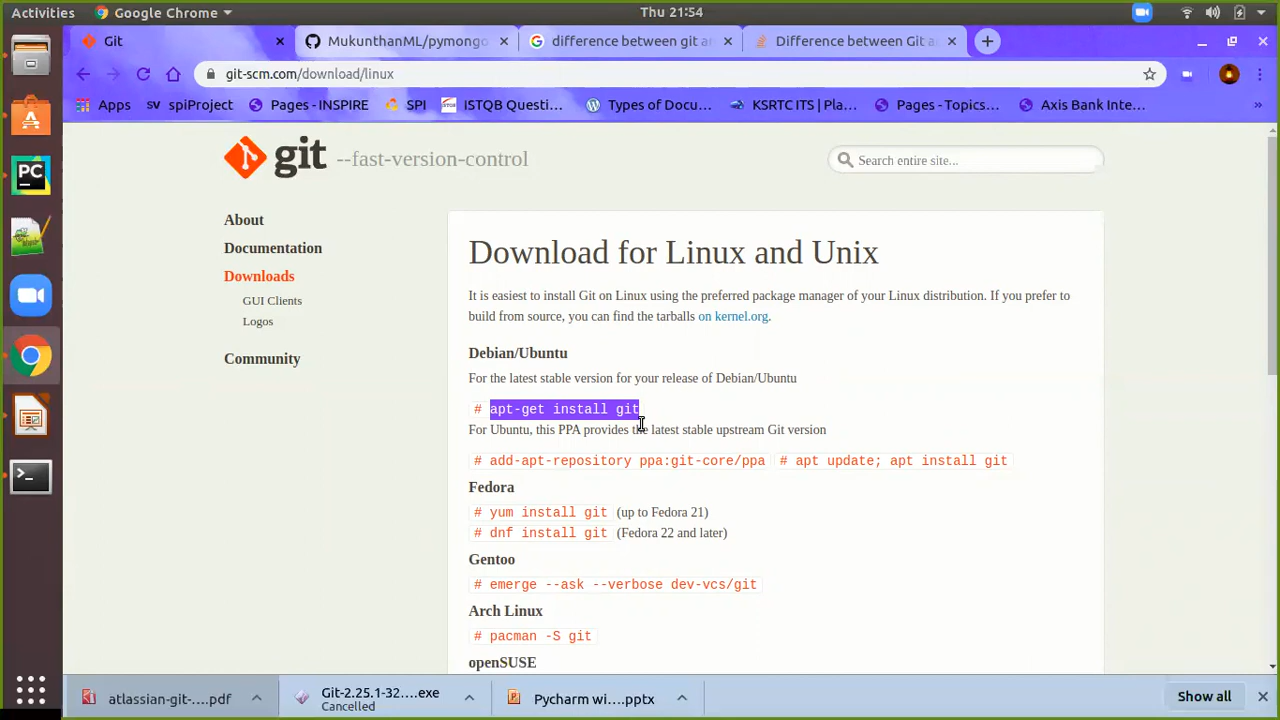 Activities Google Chrome Thu 21:54
Git MukunthanML/pymongo difference between git a Difference between Git a
git-scm.com/download/linux
Apps sv spiProject Pages - INSPIRE SPI ISTQB Questi... Types of Docu... KSRTC ITS | Pla... Pages - Topics... Axis Bank Inte... »
git --fast-version-control
Search entire site...
About
Documentation
Downloads
GUI Clients
Logos
Community
Download for Linux and Unix
It is easiest to install Git on Linux using the preferred package manager of your Linux distribution. If you prefer to
build from source, you can find the tarballs on kernel.org.
Debian/Ubuntu
For the latest stable version for your release of Debian/Ubuntu
# apt-get install git
For Ubuntu, this PPA provides the latest stable upstream Git version
# add-apt-repository ppa:git-core/ppa # apt update; apt install git
Fedora
# yum install git (up to Fedora 21)
# dnf install git (Fedora 22 and later)
Gentoo
# emerge --ask --verbose dev-vcs/git
Arch Linux
# pacman -S git
openSUSE
PC
atlassian-git-....pdf
Git-2.25.1-32....exe
Cancelled
Pycharm wi....pptx
Show all